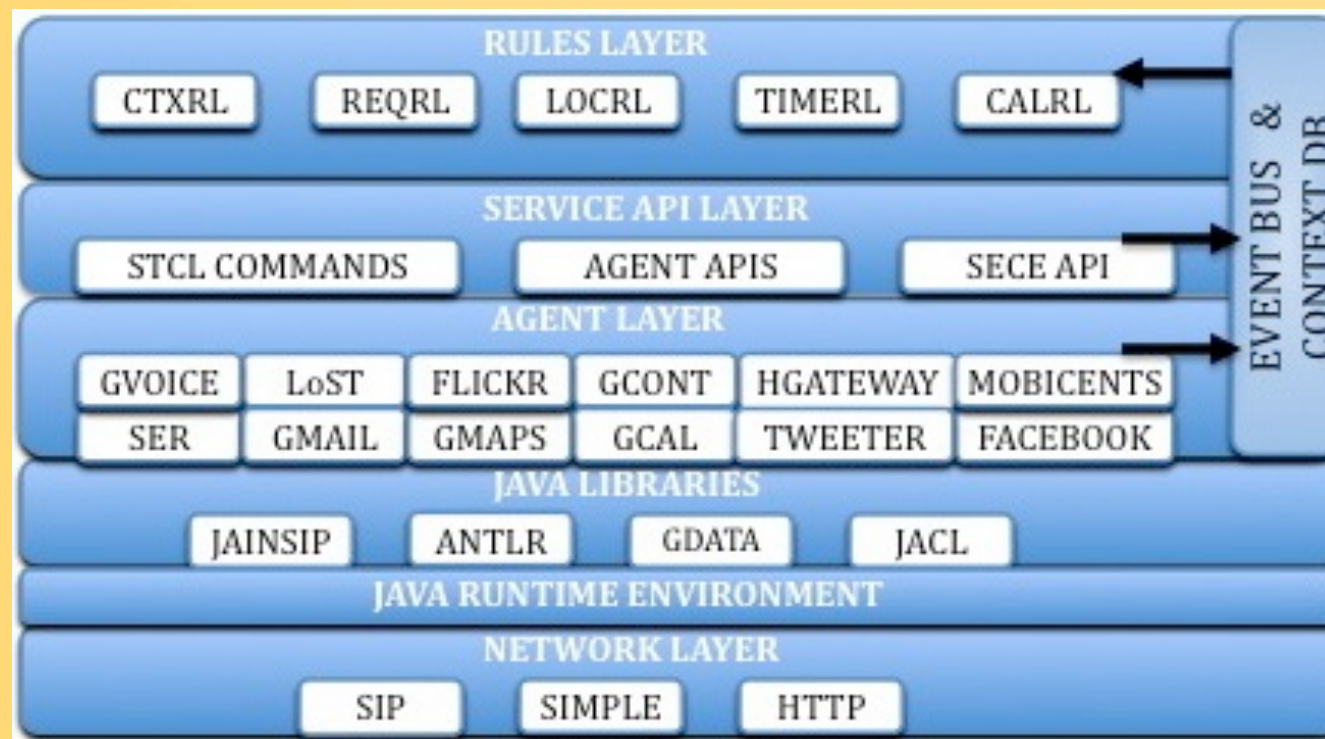 RULES LAYER
CTXRL REQRL LOCRL TIMERL CALRL
SERVICE API LAYER
STCL COMMANDS AGENT APIS SECE API
AGENT LAYER
GVOICE LoST FLICKR GCONT HGATEWAY MOBICENTS
SER GMAIL GMAPS GCAL TWEETER FACEBOOK
JAVA LIBRARIES
JAINSIP ANTLR GDATA JACL
JAVA RUNTIME ENVIRONMENT
NETWORK LAYER
SIP SIMPLE HTTP
EVENT BUS &
CONTEXT DB